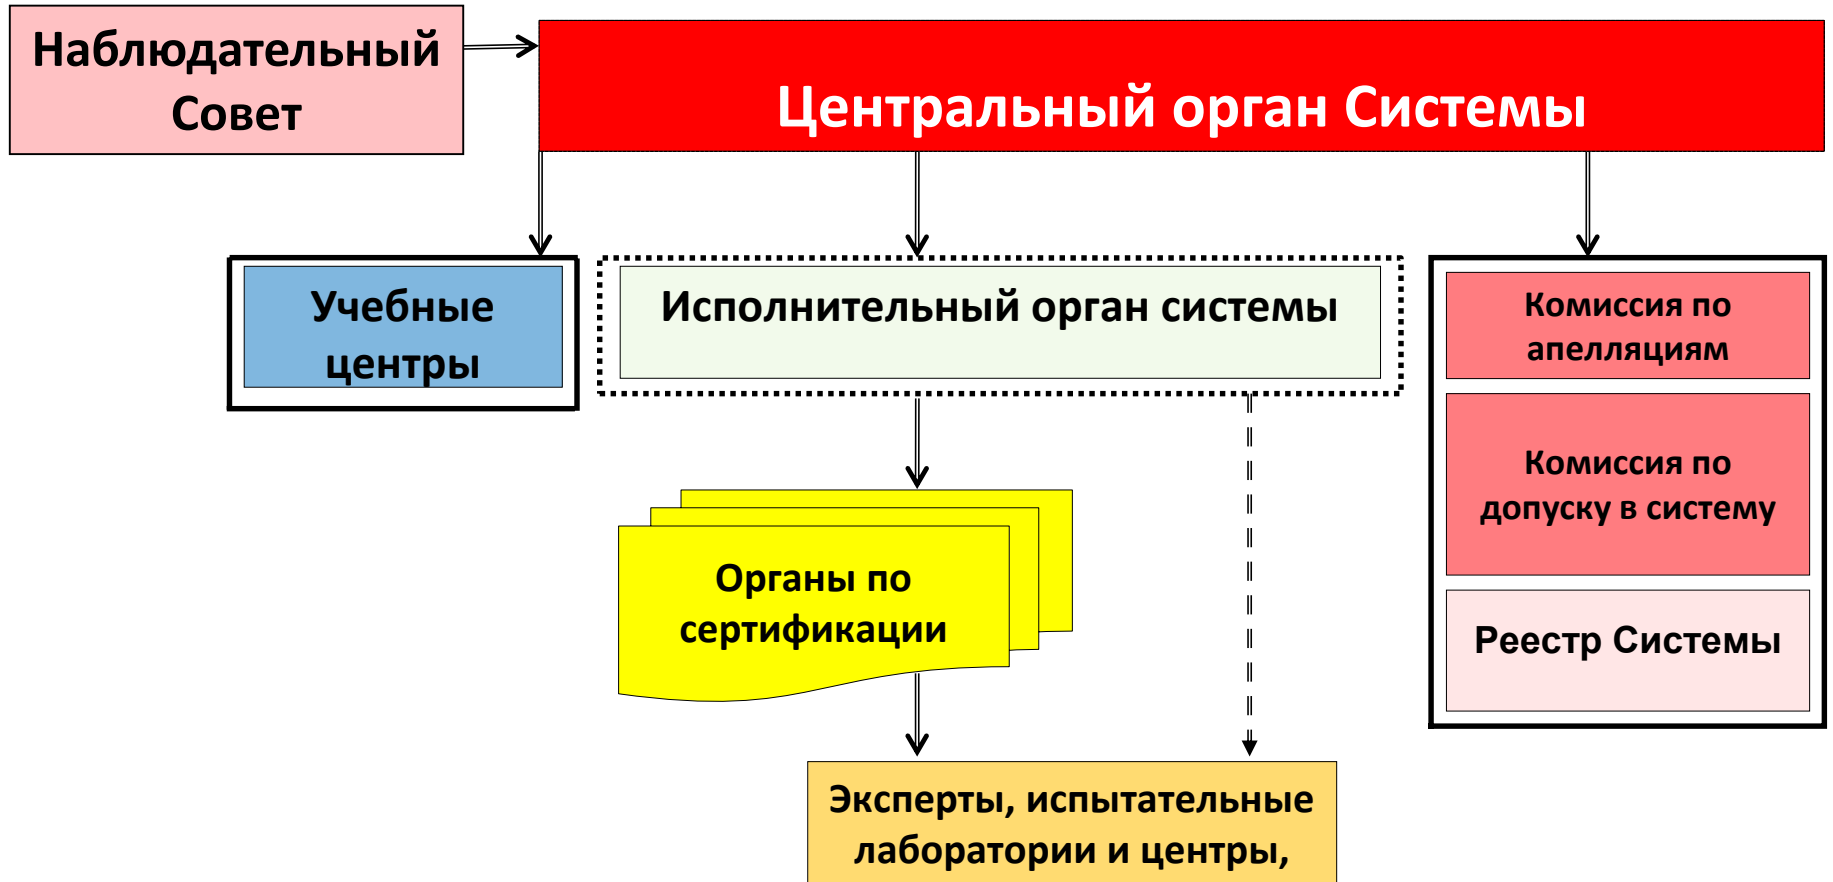 Наблюдательный
Совет
Центральный орган Системы
Учебные
центры
Исполнительный орган системы
Комиссия по
апелляциям
Комиссия по
допуску в систему
Реестр Системы
Органы по
сертификации
Эксперты, испытательные
лаборатории и центры,